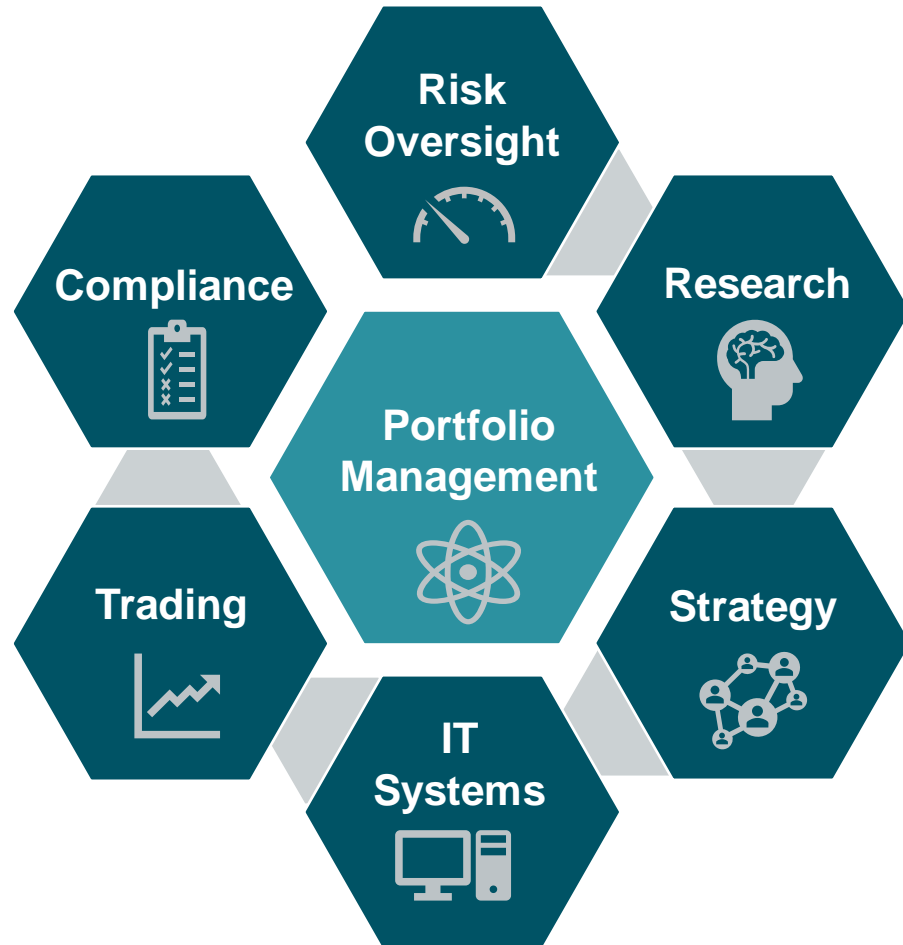 Risk
Oversight
Compliance
Research
Portfolio
Management
Trading
Strategy
IT
Systems